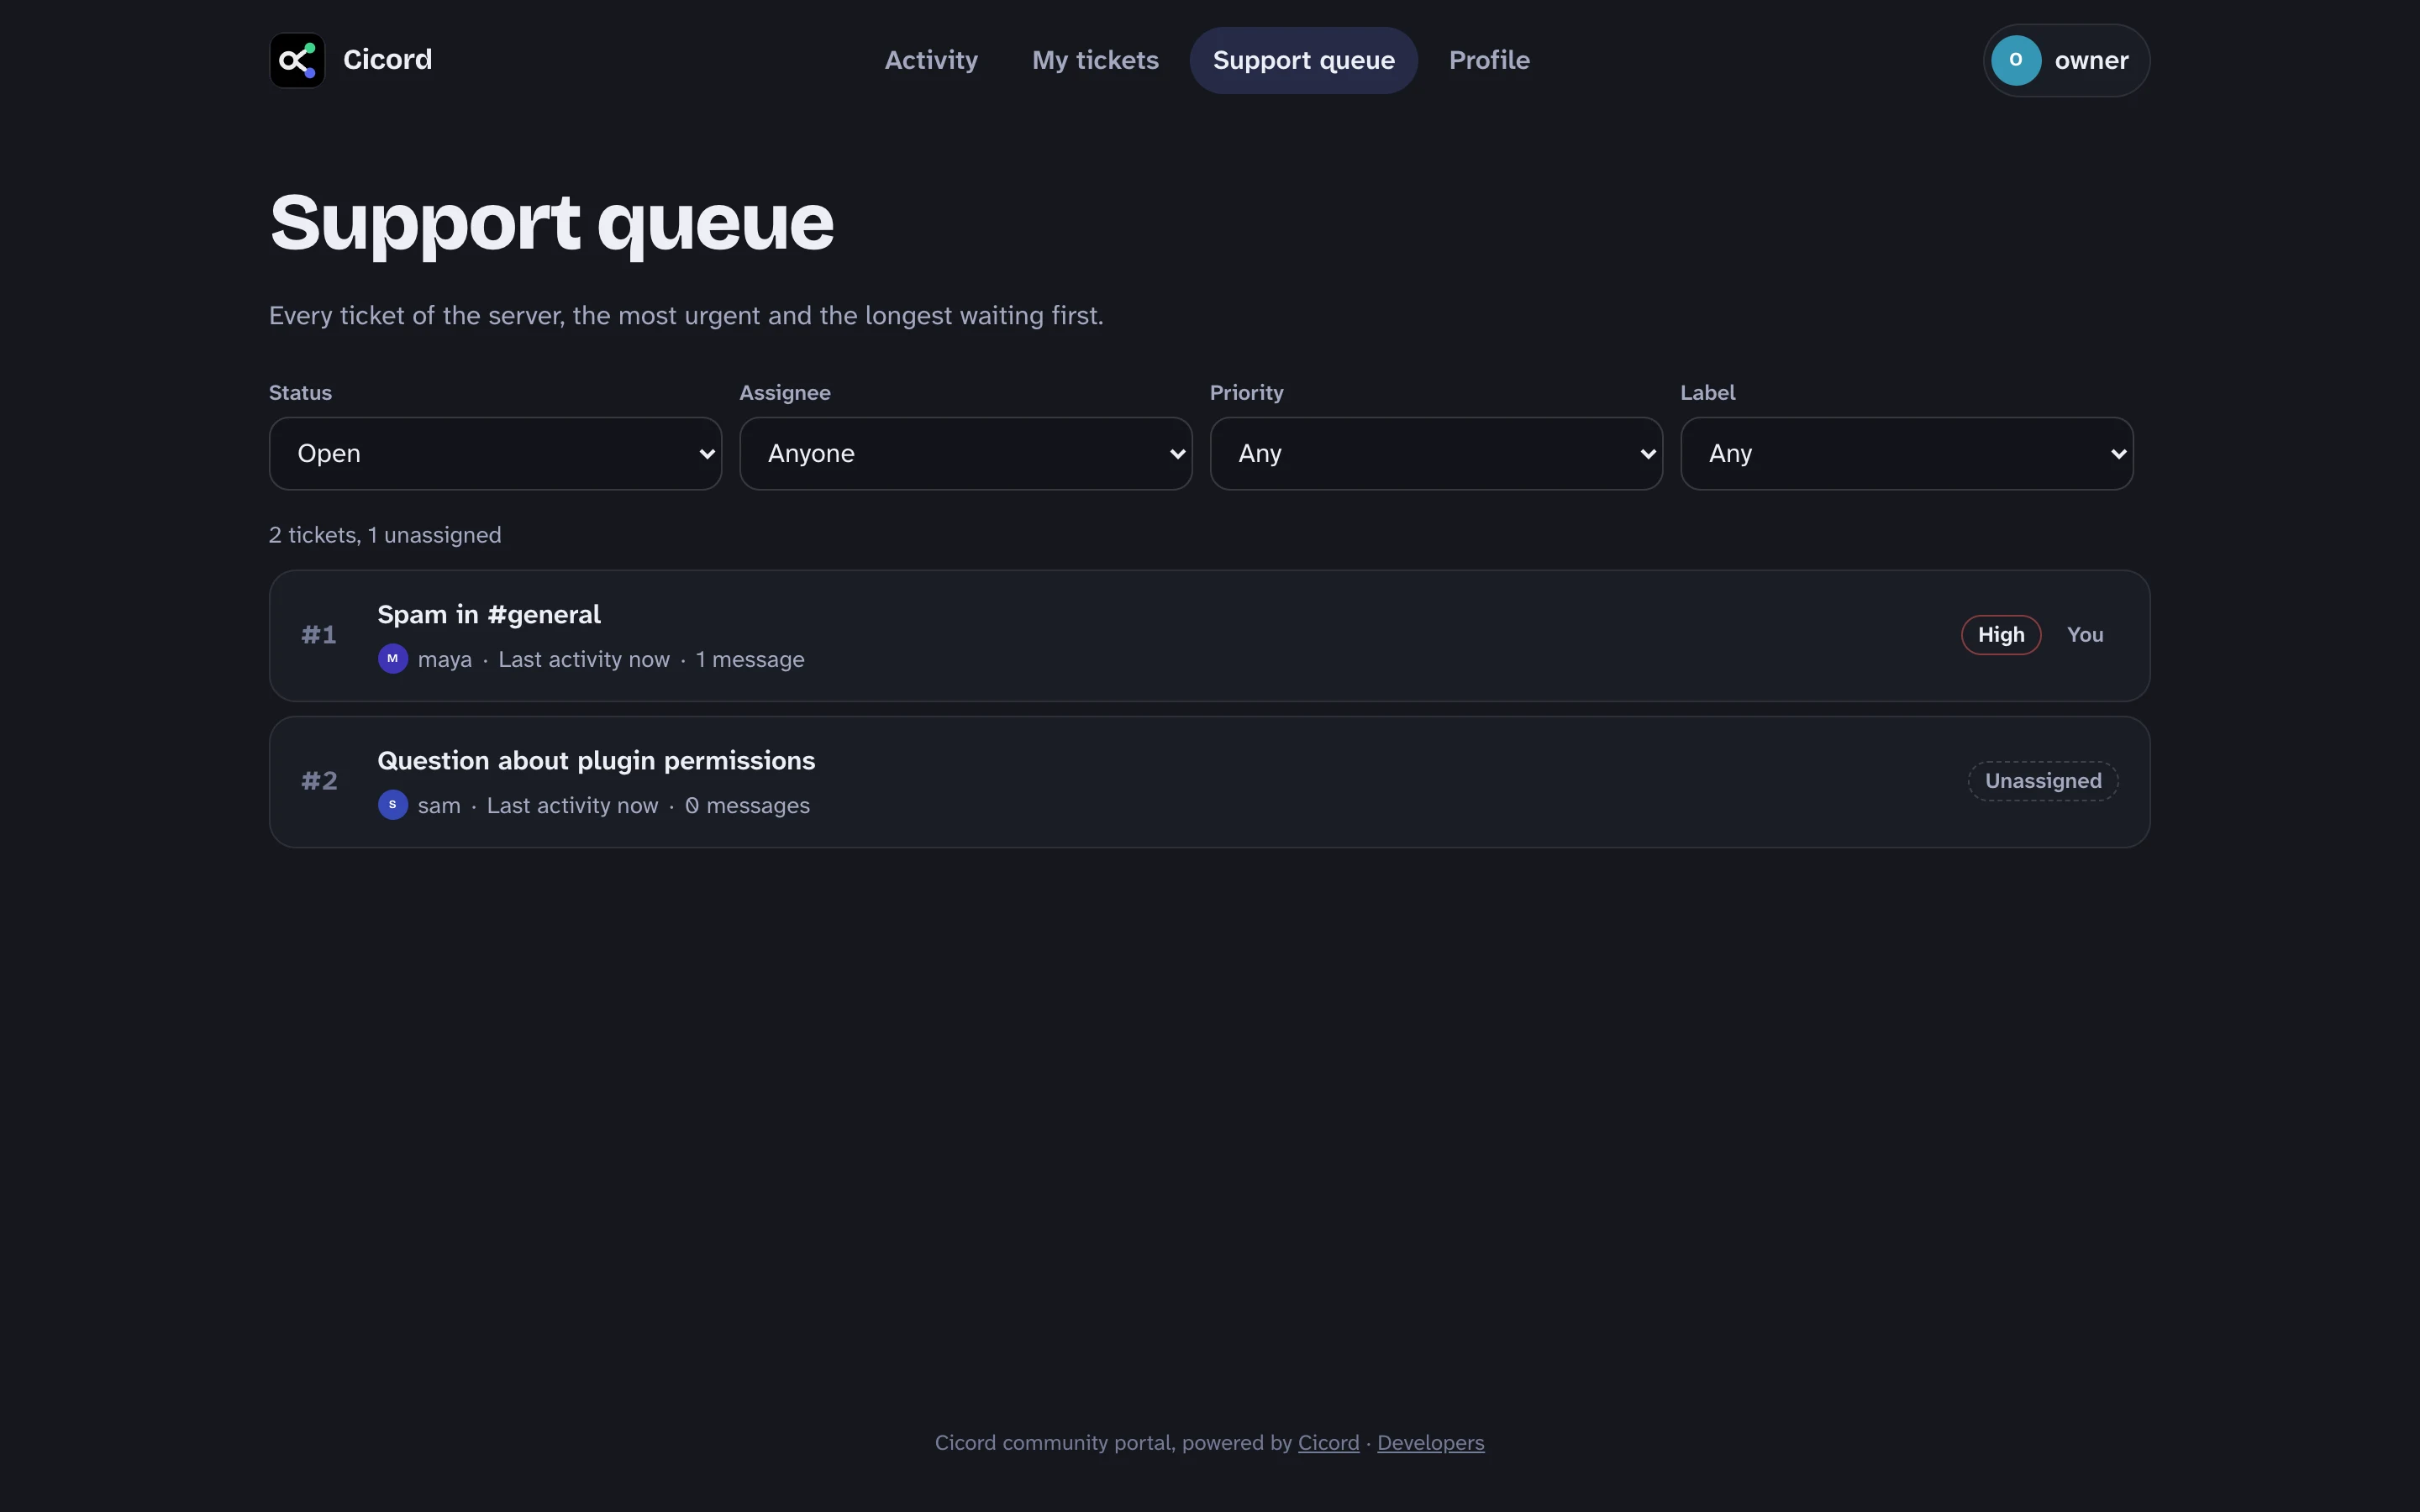 Cicord
Activity My tickets Support queue Profile
O owner
Support queue
Every ticket of the server, the most urgent and the longest waiting first.
Status Assignee Priority Label
Open Anyone Any Any
2 tickets, 1 unassigned
#1
Spam in #general
M maya · Last activity now · 1 message
High You
#2
Question about plugin permissions
S sam · Last activity now · 0 messages
Unassigned
Cicord community portal, powered by Cicord · Developers